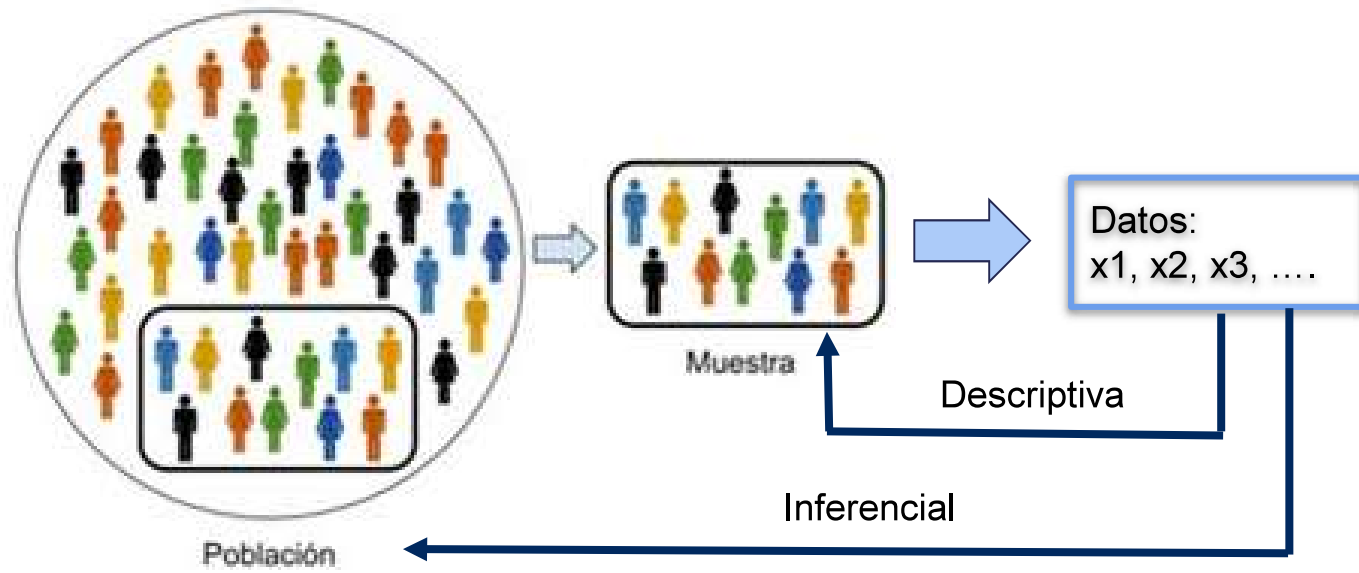 Datos:
x1, x2, x3, ....
Muestra
Descriptiva
Inferencial
Población